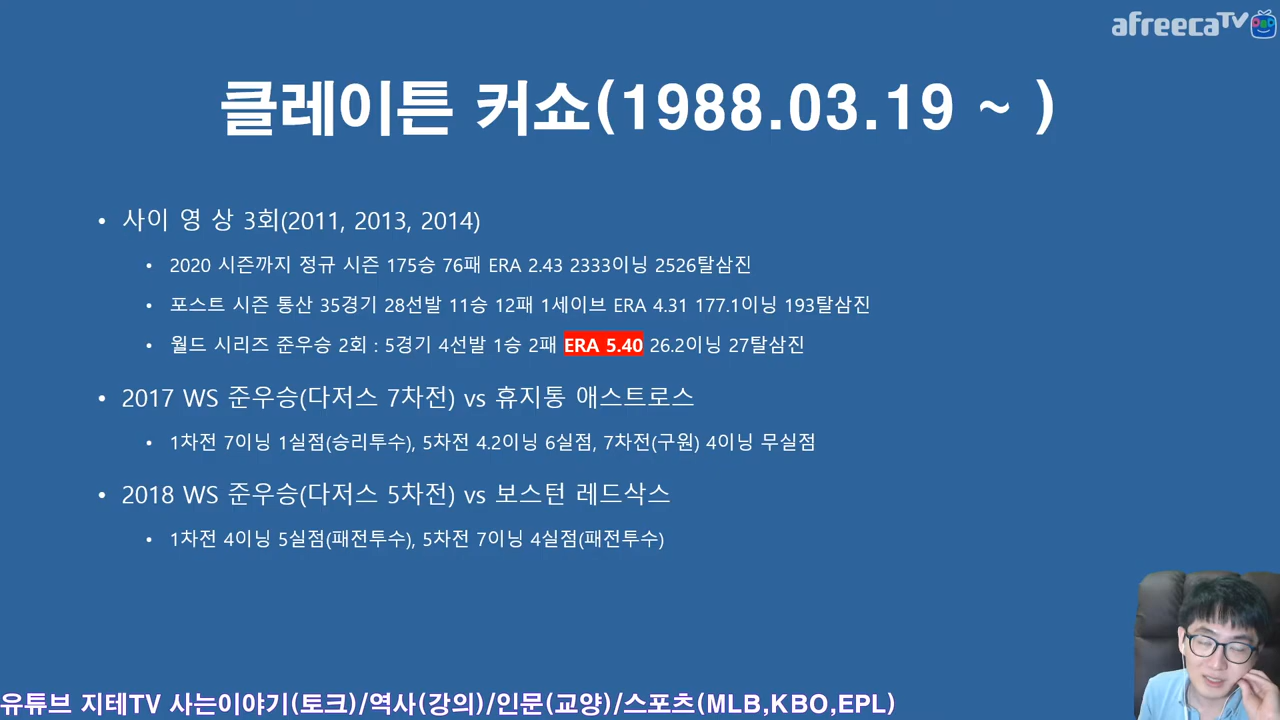 afreecaTV
클레이튼 커쇼(1988.03.19 ~ )
• 사이 영 상 3회(2011, 2013, 2014)
• 2020 시즌까지 정규 시즌 175승 76패 ERA 2.43 2333이닝 2526탈삼진
• 포스트 시즌 통산 35경기 28선발 11승 12패 1세이브 ERA 4.31 177.1이닝 193탈삼진
• 월드 시리즈 준우승 2회 : 5경기 4선발 1승 2패 ERA 5.40 26.2이닝 27탈삼진
• 2017 WS 준우승(다저스 7차전) vs 휴지통 애스트로스
• 1차전 7이닝 1실점(승리투수), 5차전 4.2이닝 6실점, 7차전(구원) 4이닝 무실점
• 2018 WS 준우승(다저스 5차전) vs 보스턴 레드삭스
• 1차전 4이닝 5실점(패전투수), 5차전 7이닝 4실점(패전투수)
유튜브 지테TV 사는이야기(토크)/역사(강의)/인문(교양)/스포츠(MLB,KBO,EPL)